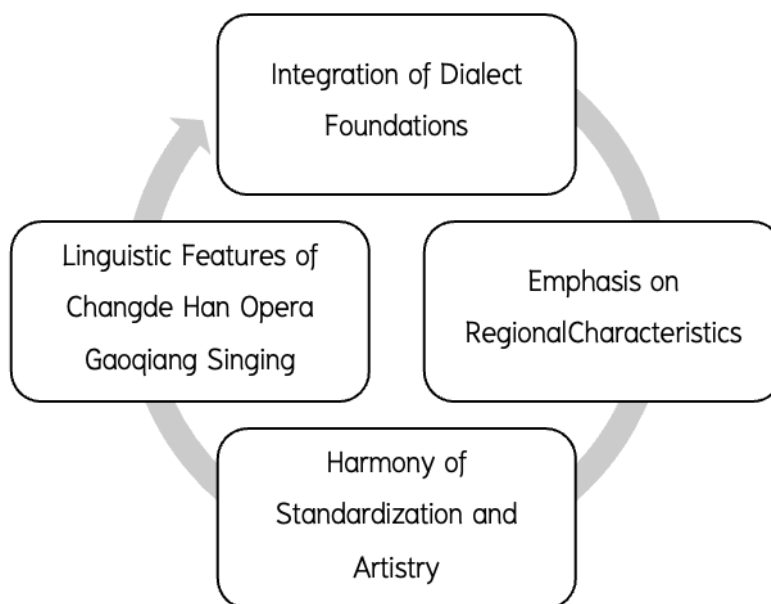 Integration of Dialect
Foundations
Linguistic Features of
Changde Han Opera
Gaoqiang Singing
Emphasis on
RegionalCharacteristics
Harmony of
Standardization and
Artistry